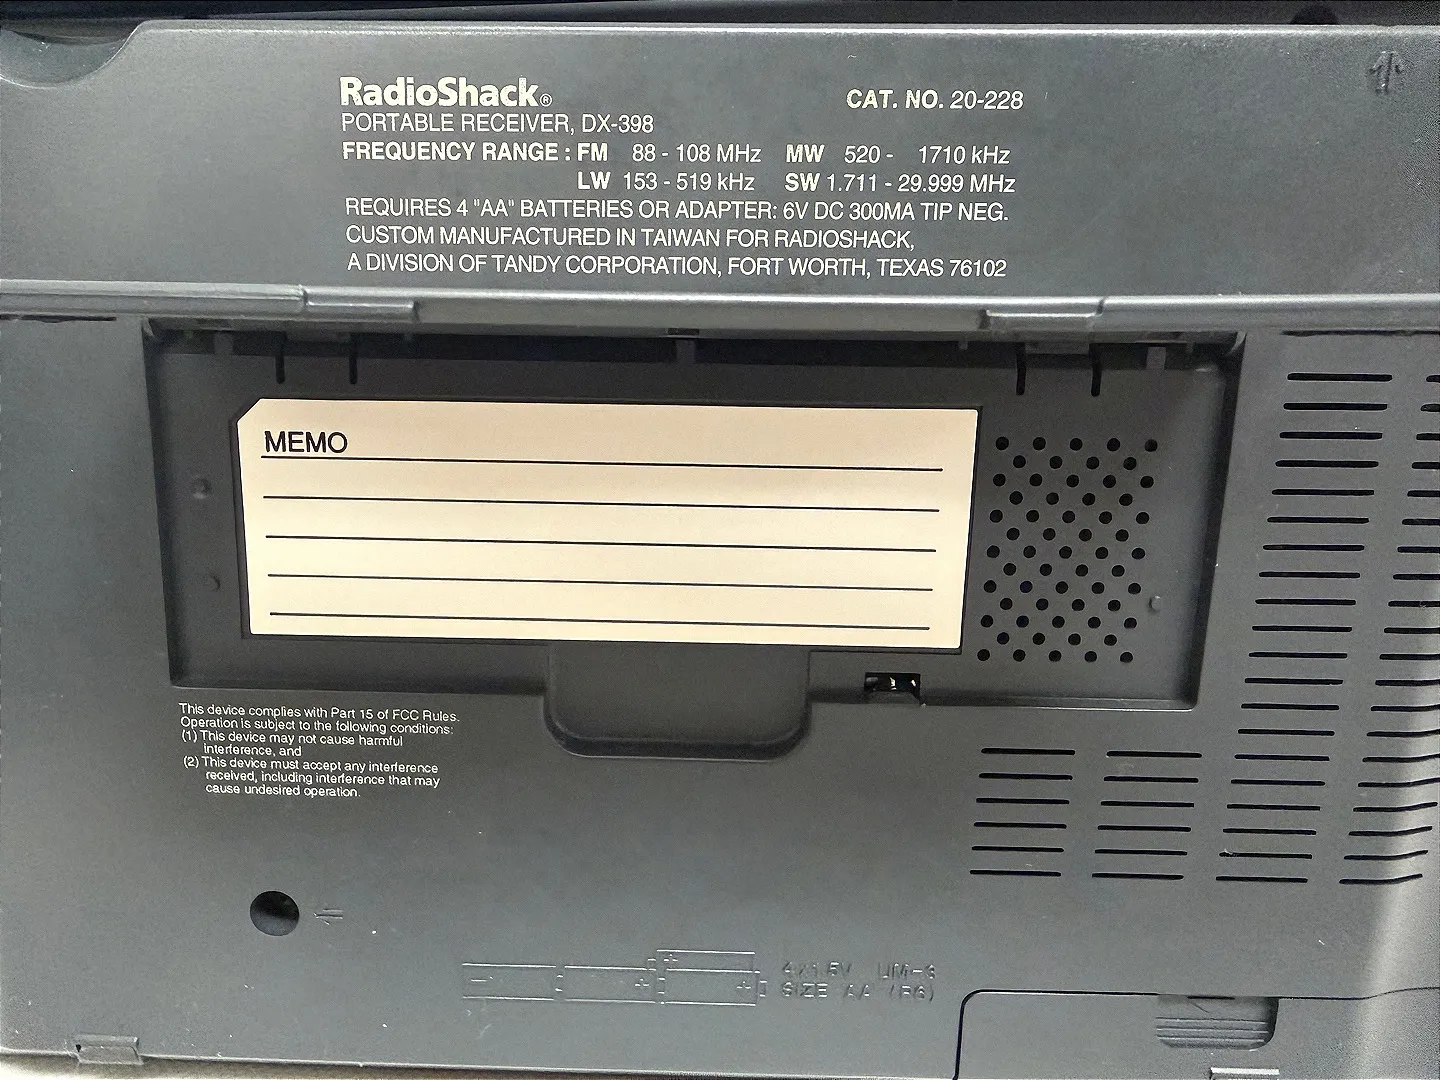 RadioShack®
CAT. NO. 20-228
PORTABLE RECEIVER, DX-398
FREQUENCY RANGE : FM 88 - 108 MHz MW 520 - 1710 kHz
LW 153 - 519 kHz SW 1.711 - 29.999 MHz
REQUIRES 4 "AA" BATTERIES OR ADAPTER: 6V DC 300MA TIP NEG.
CUSTOM MANUFACTURED IN TAIWAN FOR RADIOSHACK,
A DIVISION OF TANDY CORPORATION, FORT WORTH, TEXAS 76102
MEMO
This device complies with Part 15 of FCC Rules.
Operation is subject to the following conditions:
(1) This device may not cause harmful
interference, and
(2) This device must accept any interference
received, including interference that may
cause undesired operation.
4x1.5V UM-3
SIZE AA (R6)